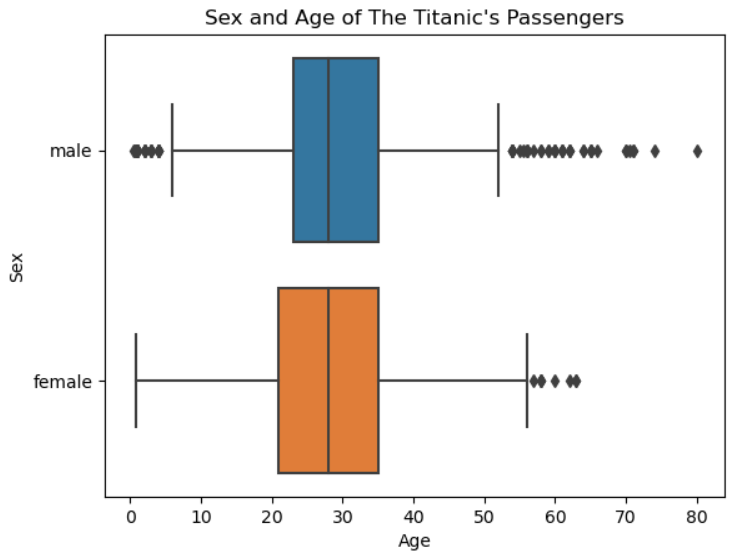 Sex and Age of The Titanic's Passengers
male
Sex
female
0 10 20 30 40 50 60 70 80
Age